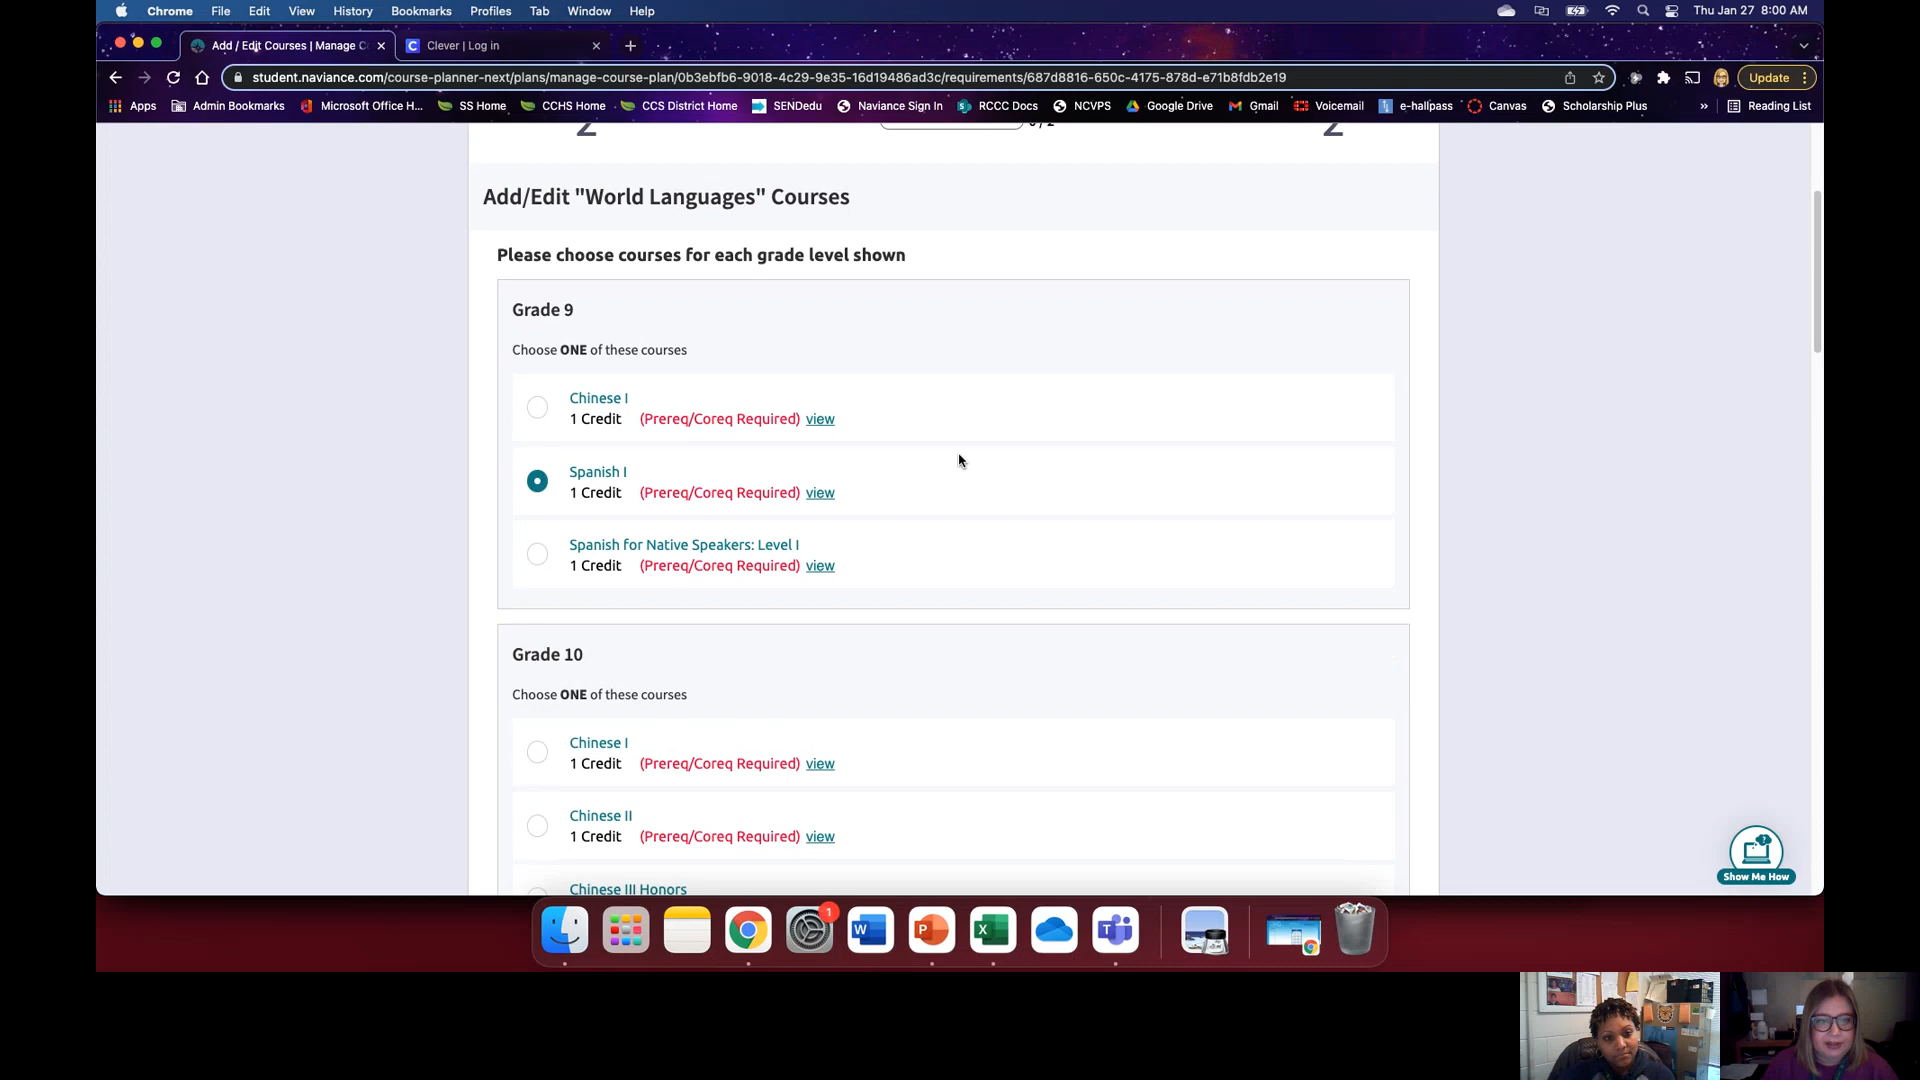 Chrome File Edit View History Bookmarks Profiles Tab Window Help Thu Jan 27 8:00 AM
Add / Edit Courses | Manage C Clever | Log in
student.naviance.com/course-planner-next/plans/manage-course-plan/0b3ebfb6-9018-4c29-9e35-16d19486ad3c/requirements/687d8816-650c-4175-878d-e71b8fdb2e19 Update
Apps Admin Bookmarks Microsoft Office H... SS Home CCHS Home CCS District Home SENDedu Naviance Sign In RCCC Docs NCVPS Google Drive Gmail Voicemail e-hallpass Canvas Scholarship Plus » Reading List
2 2
Add/Edit "World Languages" Courses
Please choose courses for each grade level shown
Grade 9
Choose ONE of these courses
Chinese I
1 Credit (Prereq/Coreq Required) view
Spanish I
1 Credit (Prereq/Coreq Required) view
Spanish for Native Speakers: Level I
1 Credit (Prereq/Coreq Required) view
Grade 10
Choose ONE of these courses
Chinese I
1 Credit (Prereq/Coreq Required) view
Chinese II
1 Credit (Prereq/Coreq Required) view
Chinese III Honors
Show Me How
1